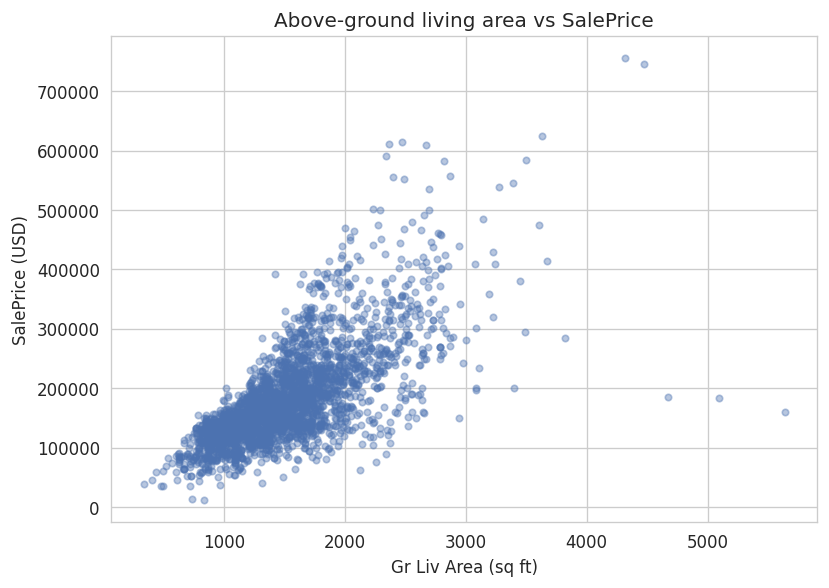 Above-ground living area vs SalePrice
700000
600000
500000
400000
300000
200000
100000
0
SalePrice (USD)
1000 2000 3000 4000 5000
Gr Liv Area (sq ft)